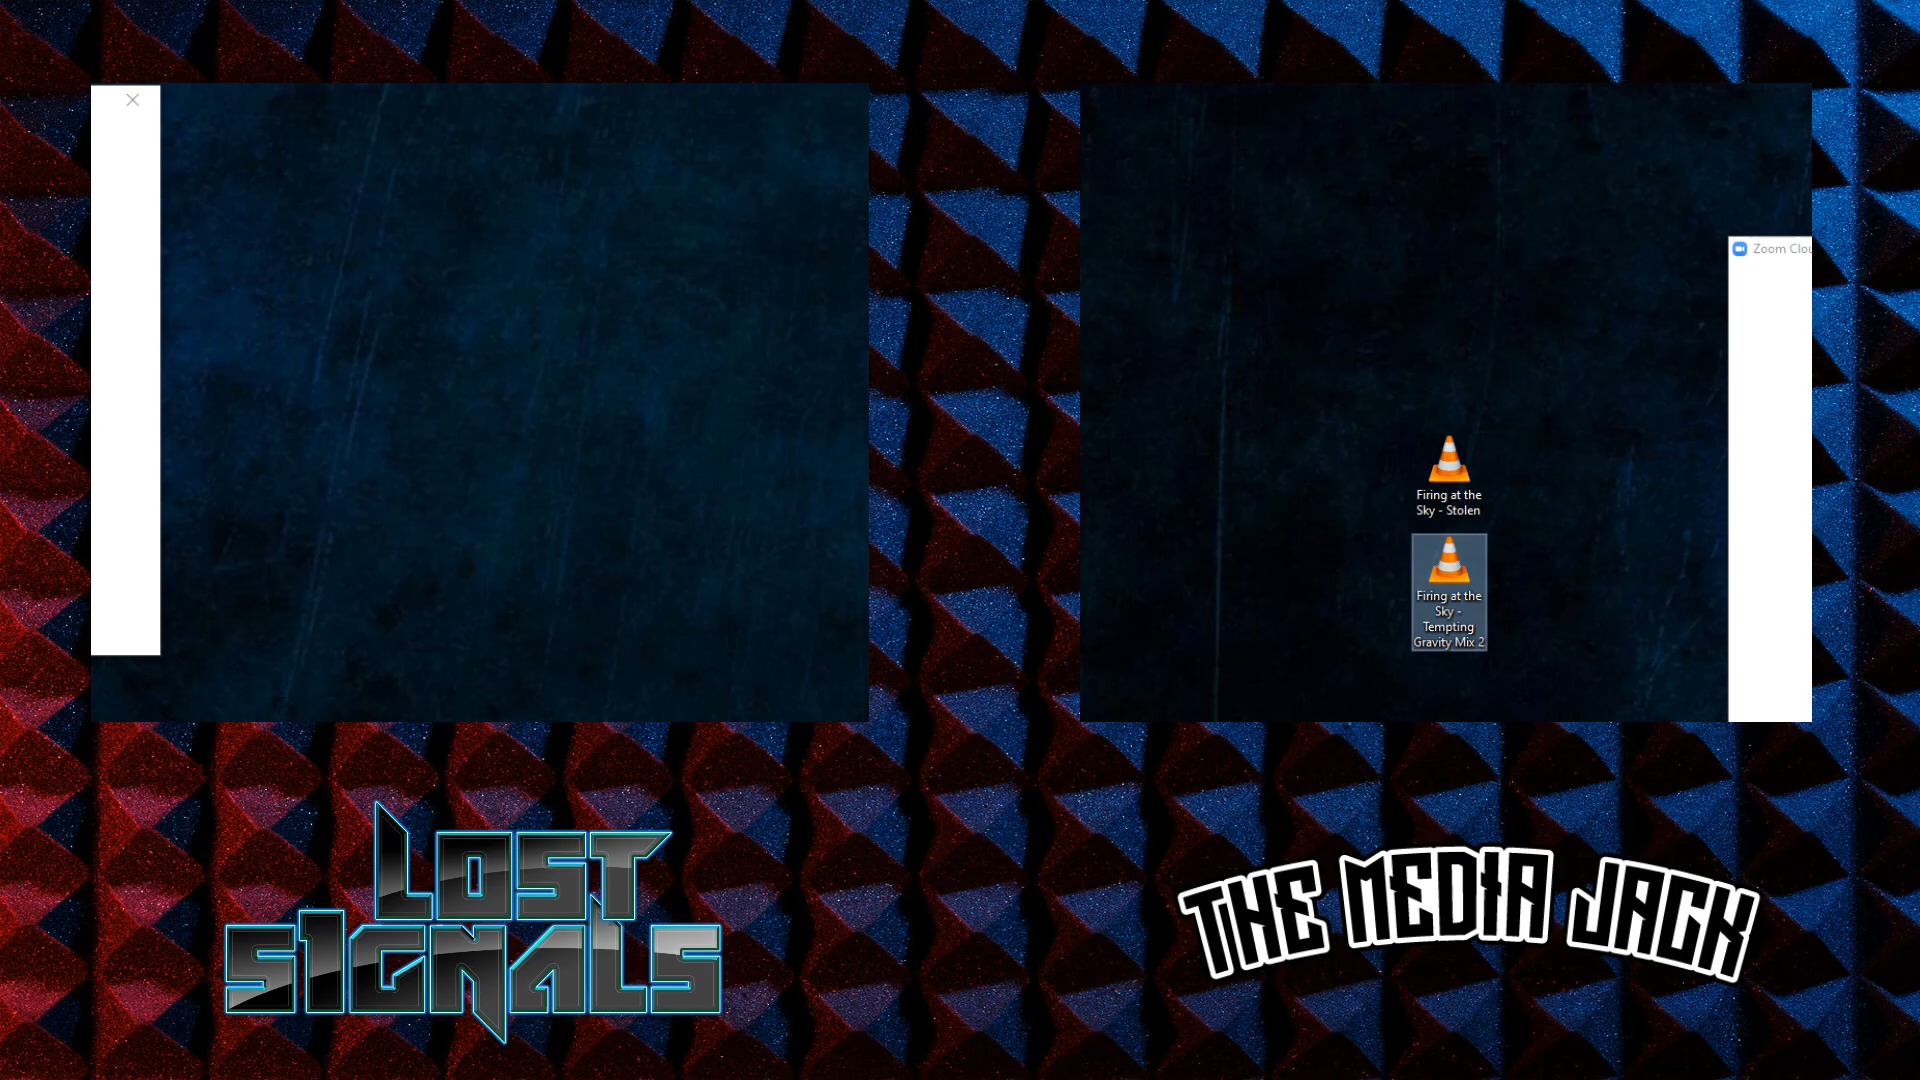 Zoom Clou
Firing at the
Sky - Stolen
Firing at the
Sky -
Tempting
Gravity Mix 2
LOST
SIGNALS
THE MEDIA JACK